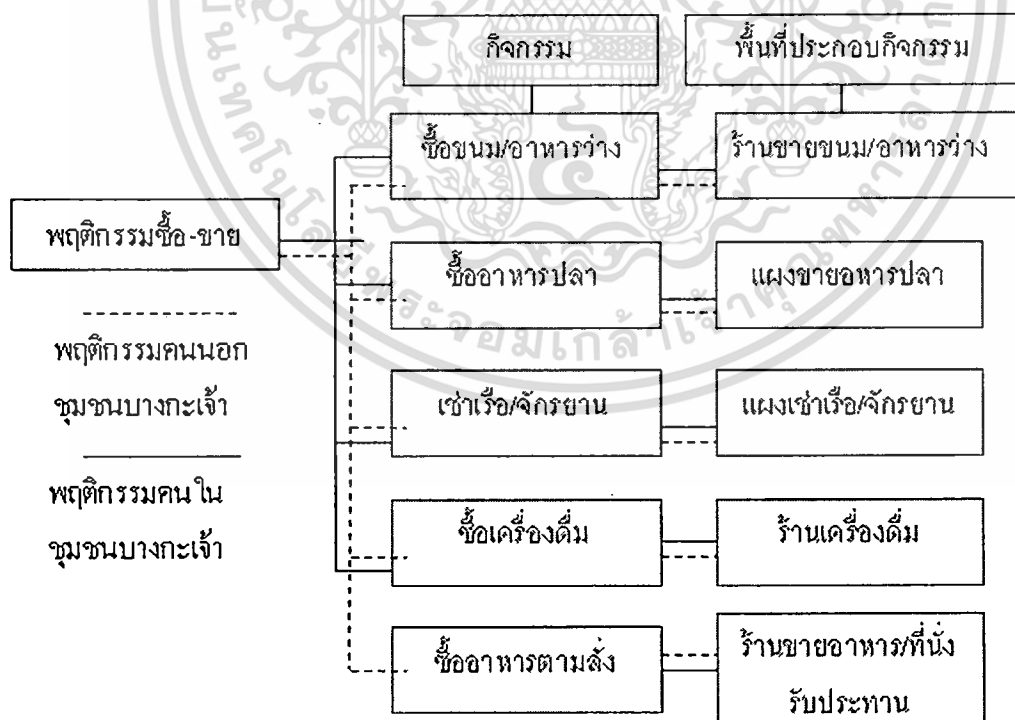 กิจกรรม
พื้นที่ประกอบกิจกรรม
ซื้อขนม/อาหารว่าง
ร้านขายขนม/อาหารว่าง
พฤติกรรมซื้อ-ขาย
ซื้ออาหารปลา
แผงขายอหารปลา
พฤติกรรมคนนอก
ชุมชนบางกะเจ้า
เช่าเรือ/จักรยาน
แผงเช่าเรือ/จักรยาน
พฤติกรรมคนใน
ชุมชนบางกะเจ้า
ซื้อเครื่องดื่ม
ร้านเครื่องดื่ม
ซื้ออาหารตามสั่ง
ร้านขายอาหาร/ที่นั่ง
รับประทาน